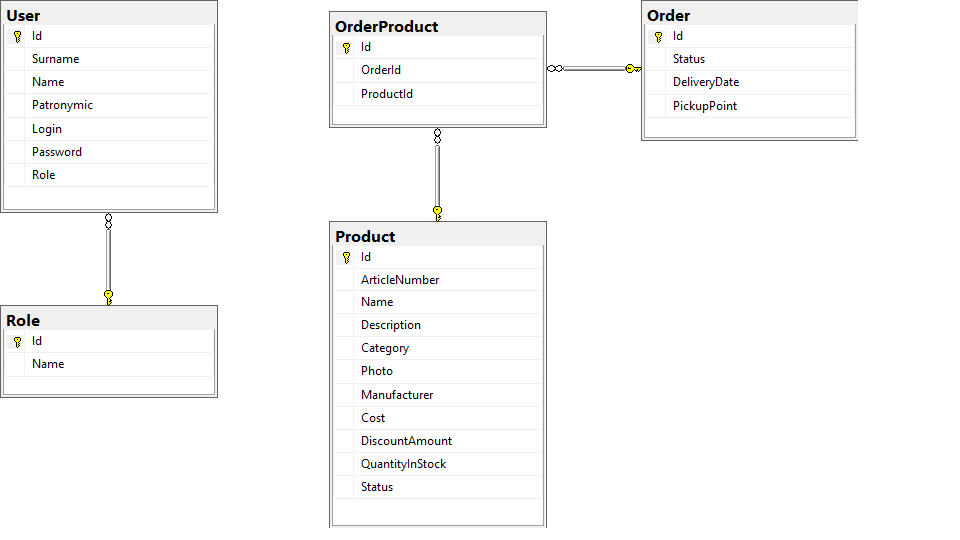 User
Id
Surname
Name
Patronymic
Login
Password
Role
Role
Id
Name
OrderProduct
Id
OrderId
ProductId
Product
Id
ArticleNumber
Name
Description
Category
Photo
Manufacturer
Cost
DiscountAmount
QuantityInStock
Status
Order
Id
Status
DeliveryDate
PickupPoint